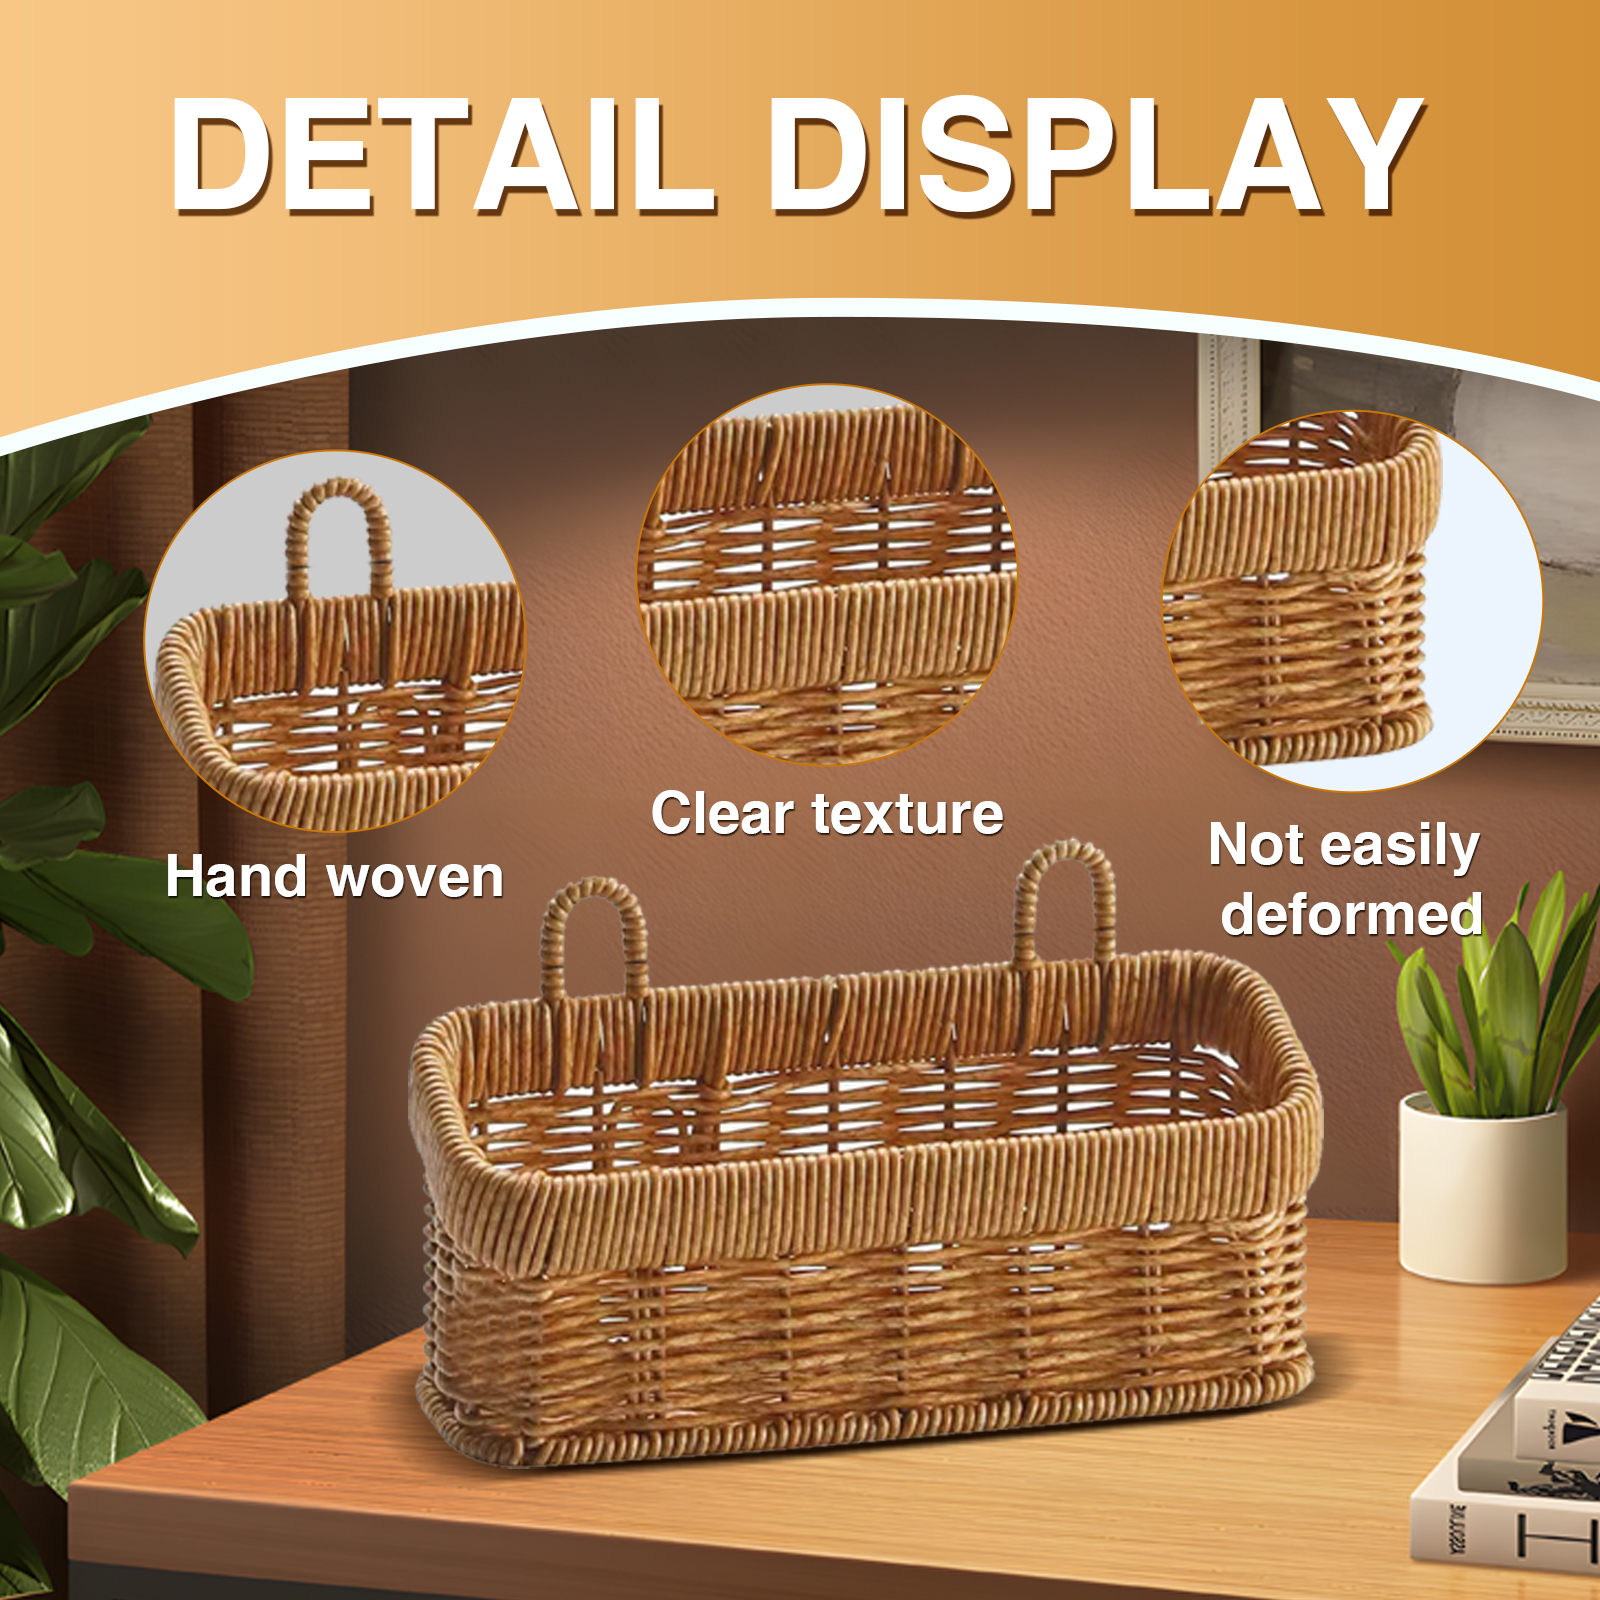 DETAIL DISPLAY
Clear texture
Hand woven
Not easily
deformed